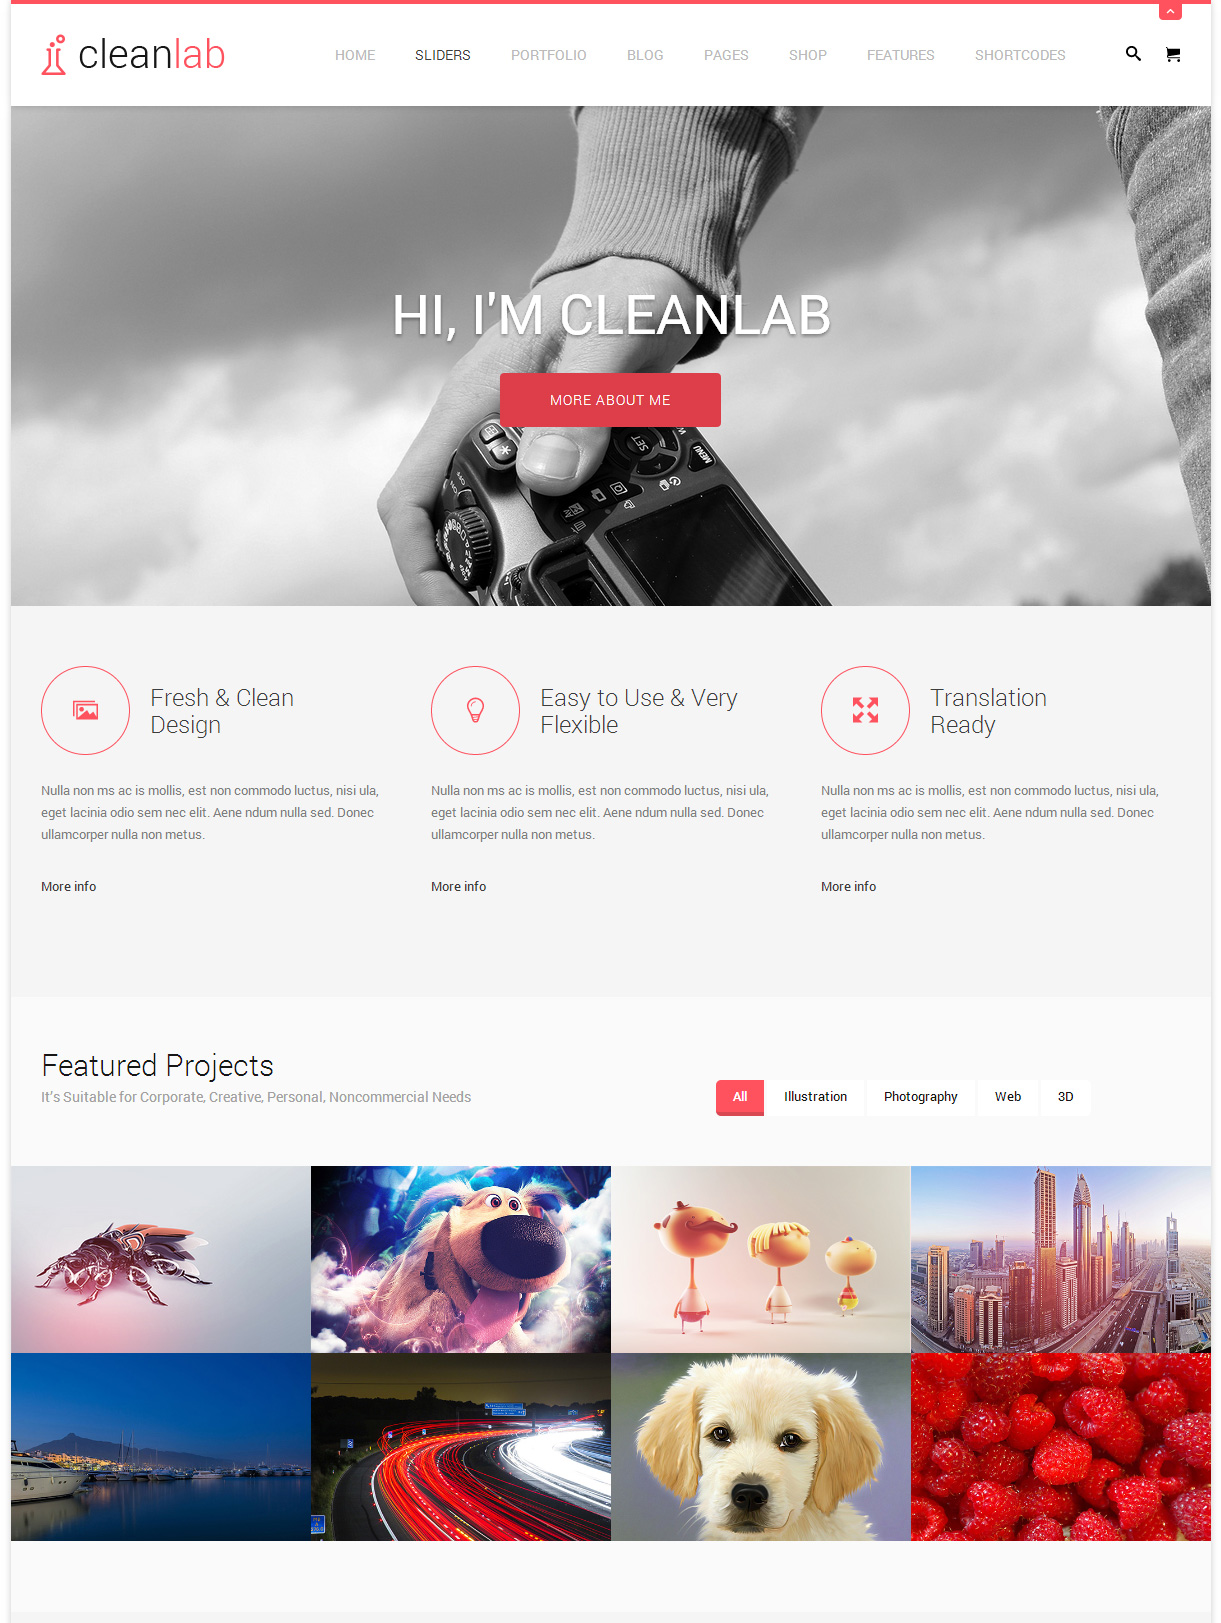 cleanlab
HOME SLIDERS PORTFOLIO BLOG PAGES SHOP FEATURES SHORTCODES
HI, I'M CLEANLAB
MORE ABOUT ME
SET
MENU
Fresh & Clean
Design
Nulla non ms ac is mollis, est non commodo luctus, nisi ula,
eget lacinia odio sem nec elit. Aene ndum nulla sed. Donec
ullamcorper nulla non metus.
More info
Easy to Use & Very
Flexible
Nulla non ms ac is mollis, est non commodo luctus, nisi ula,
eget lacinia odio sem nec elit. Aene ndum nulla sed. Donec
ullamcorper nulla non metus.
More info
Translation
Ready
Nulla non ms ac is mollis, est non commodo luctus, nisi ula,
eget lacinia odio sem nec elit. Aene ndum nulla sed. Donec
ullamcorper nulla non metus.
More info
Featured Projects
It's Suitable for Corporate, Creative, Personal, Noncommercial Needs
All Illustration Photography Web 3D